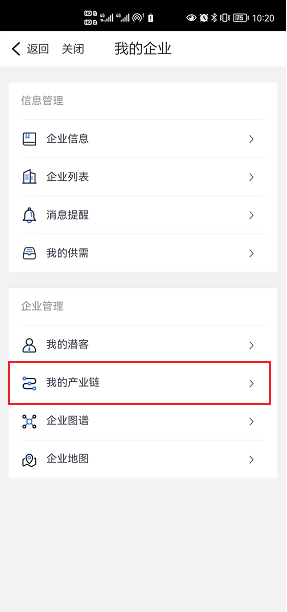 75 10:20
返回 关闭 我的企业
信息管理
企业信息
企业列表
消息提醒
我的供需
企业管理
我的潜客
我的产业链
企业图谱
企业地图